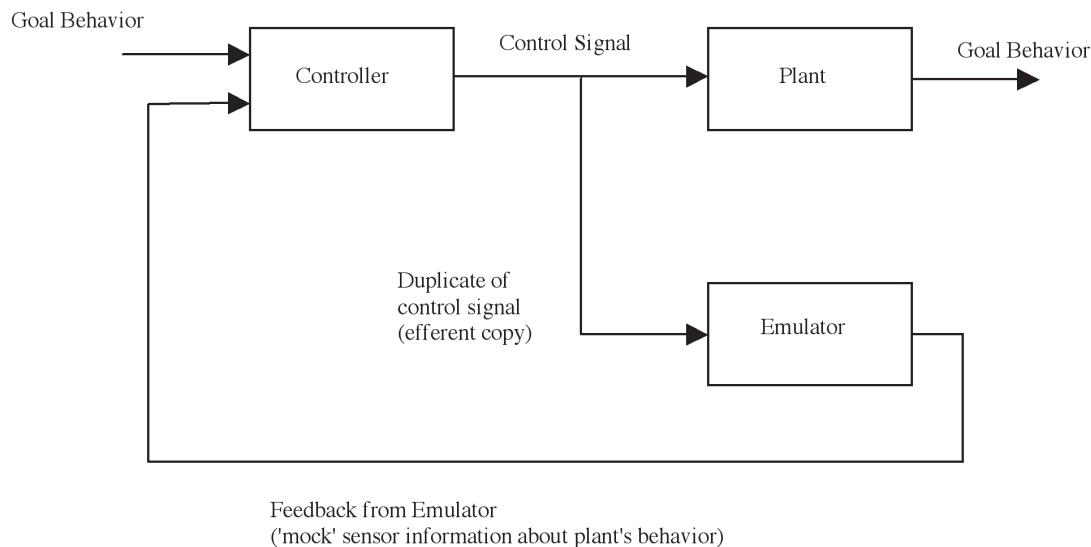 Goal Behavior
Control Signal
Goal Behavior
Controller
Plant
Duplicate of
control signal
(efferent copy)
Emulator
Feedback from Emulator
('mock' sensor information about plant's behavior)